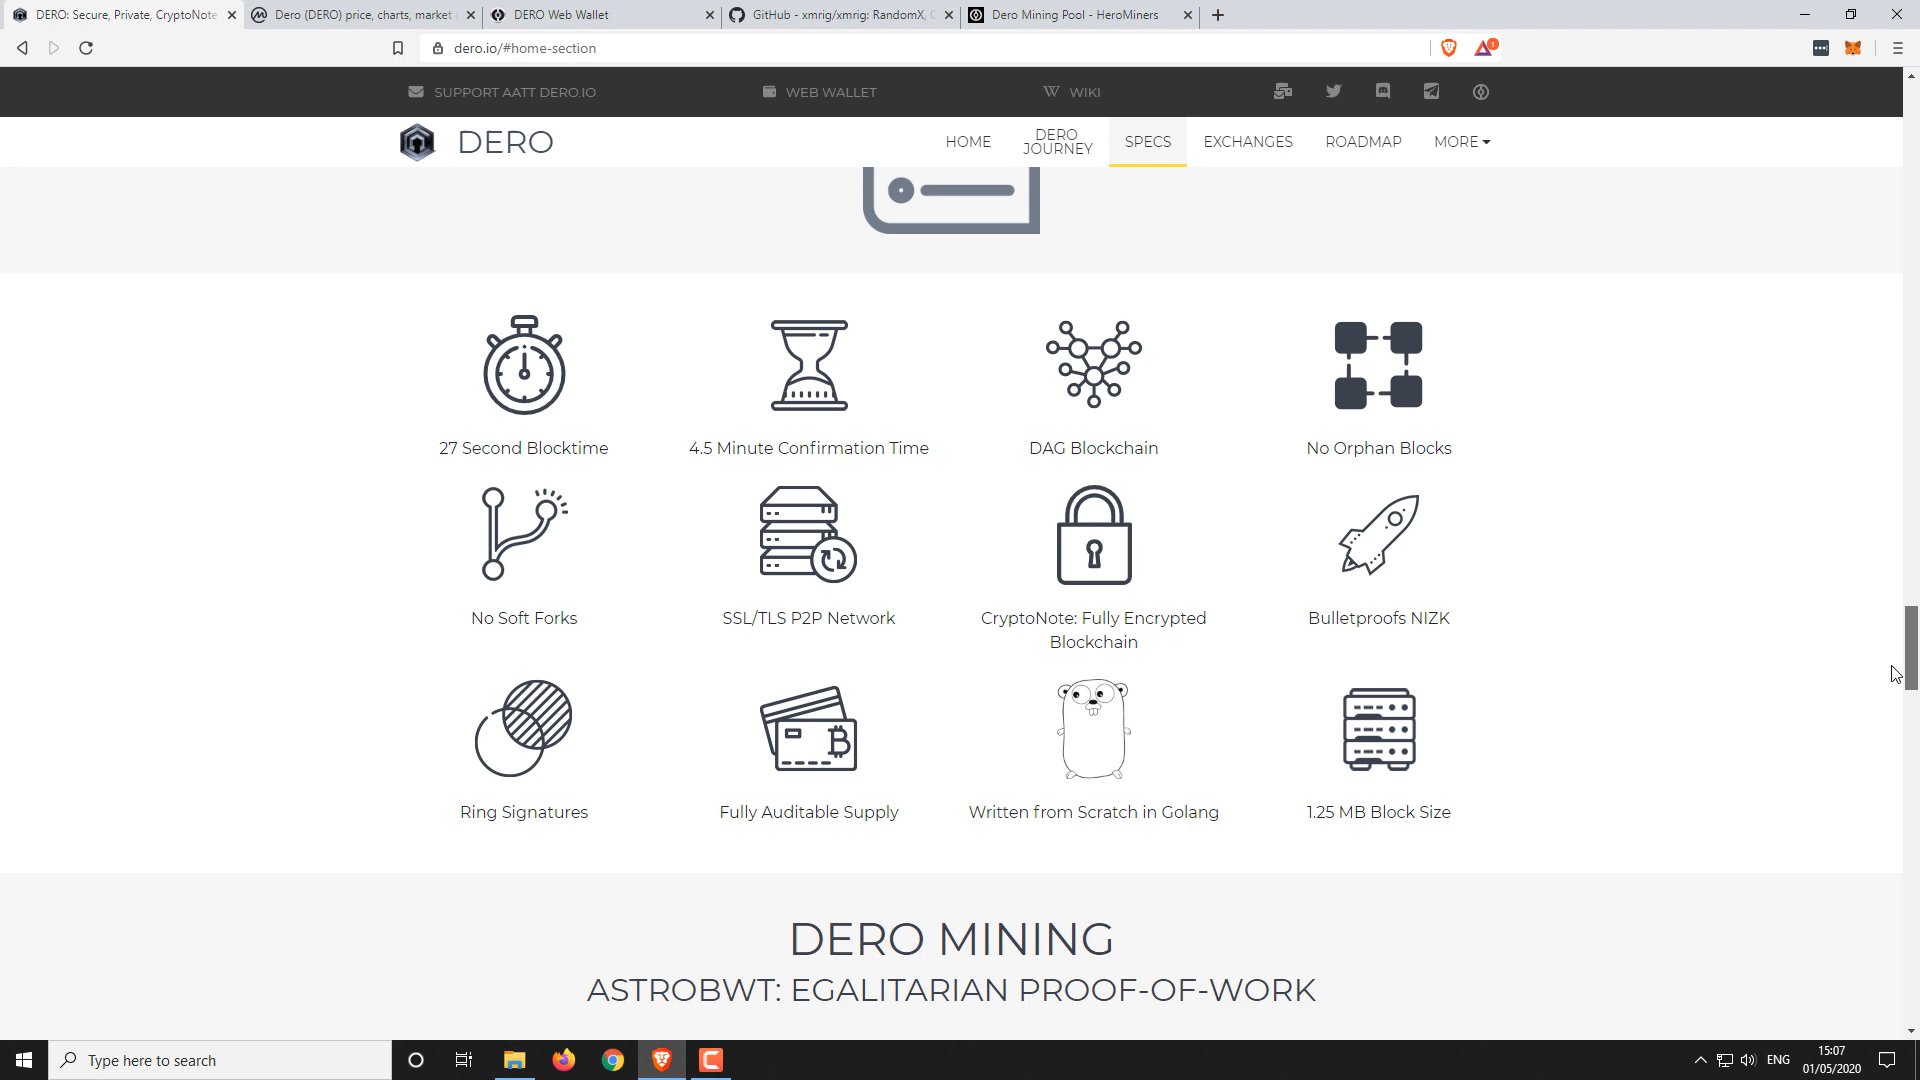 DERO: Secure, Private, CryptoNote
Dero (DERO) price, charts, market
DERO Web Wallet
GitHub - xmrig/xmrig: RandomX,
Dero Mining Pool - HeroMiners
dero.io/#home-section
1
SUPPORT AATT DERO.IO
WEB WALLET
WIKI
DERO
HOME
DERO
JOURNEY
SPECS
EXCHANGES
ROADMAP
MORE
27 Second Blocktime
4.5 Minute Confirmation Time
DAG Blockchain
No Orphan Blocks
No Soft Forks
SSL/TLS P2P Network
CryptoNote: Fully Encrypted
Blockchain
Bulletproofs NIZK
Ring Signatures
Fully Auditable Supply
Written from Scratch in Golang
1.25 MB Block Size
DERO MINING
ASTROBWT: EGALITARIAN PROOF-OF-WORK
Type here to search
ENG
15:07
01/05/2020